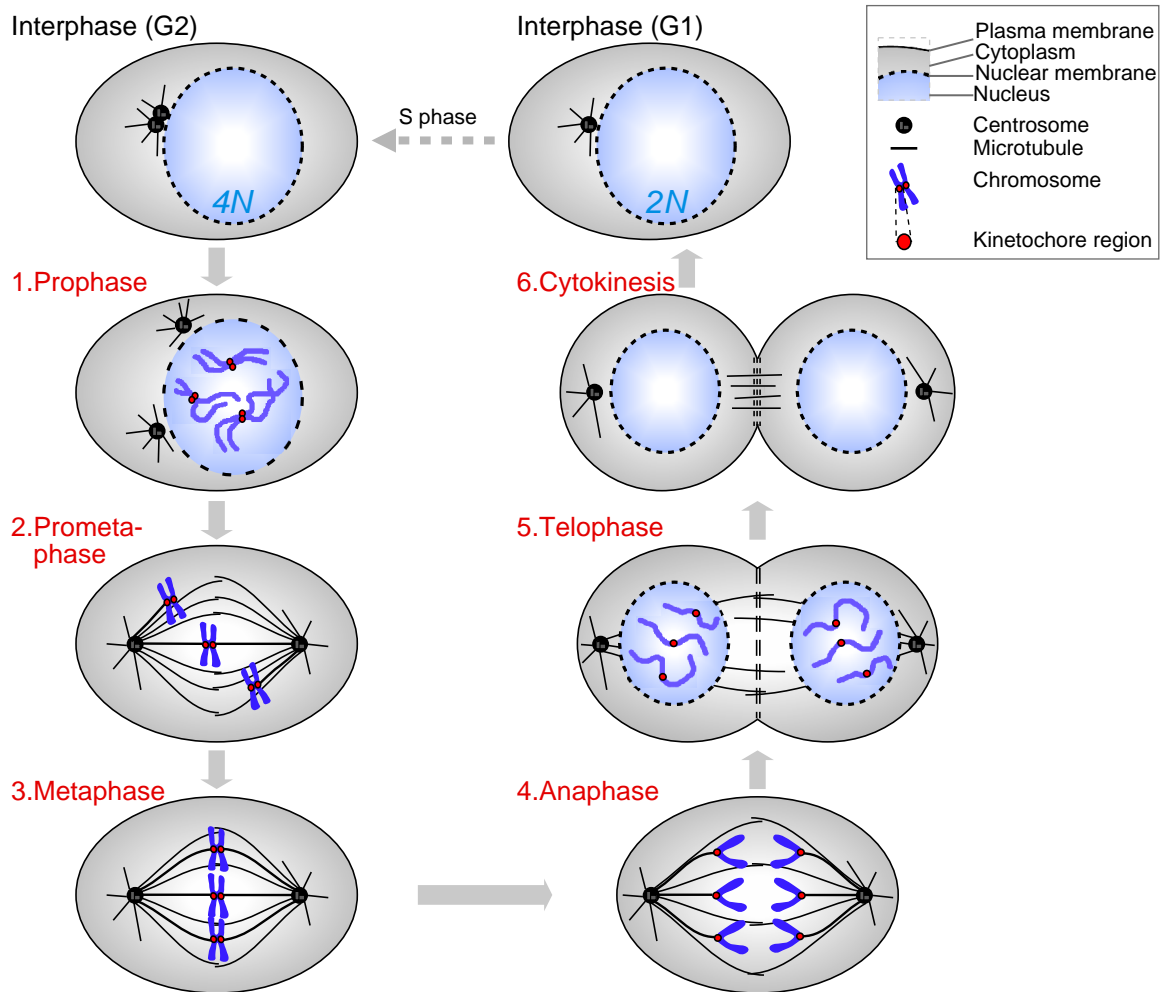 Interphase (G2)
4N
S phase
Interphase (G1)
2N
Plasma membrane
Cytoplasm
Nuclear membrane
Nucleus
Centrosome
Microtubule
Chromosome
Kinetochore region
1.Prophase
6.Cytokinesis
2.Prometa-
phase
5.Telophase
3.Metaphase
4.Anaphase